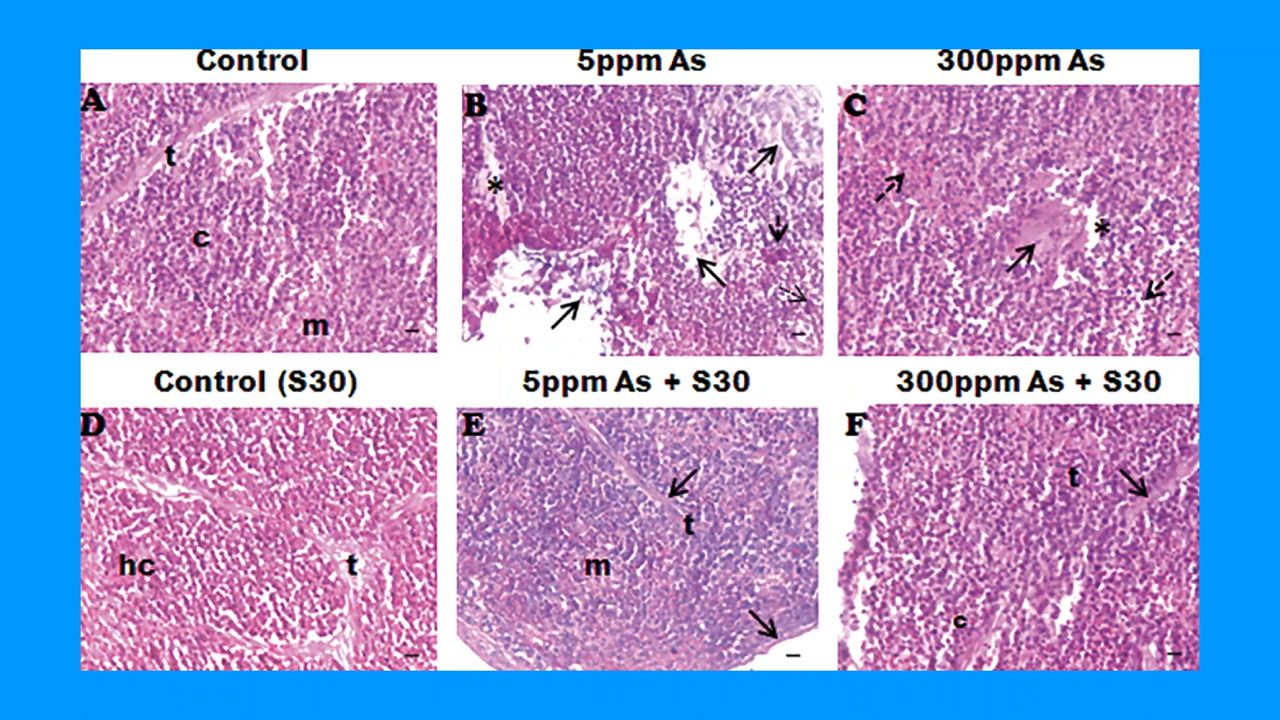 Control 5ppm As 300ppm As
A B C
t
*
c
*
m
Control (S30) 5ppm As + S30 300ppm As + S30
D E F
t
t
hc m t
c